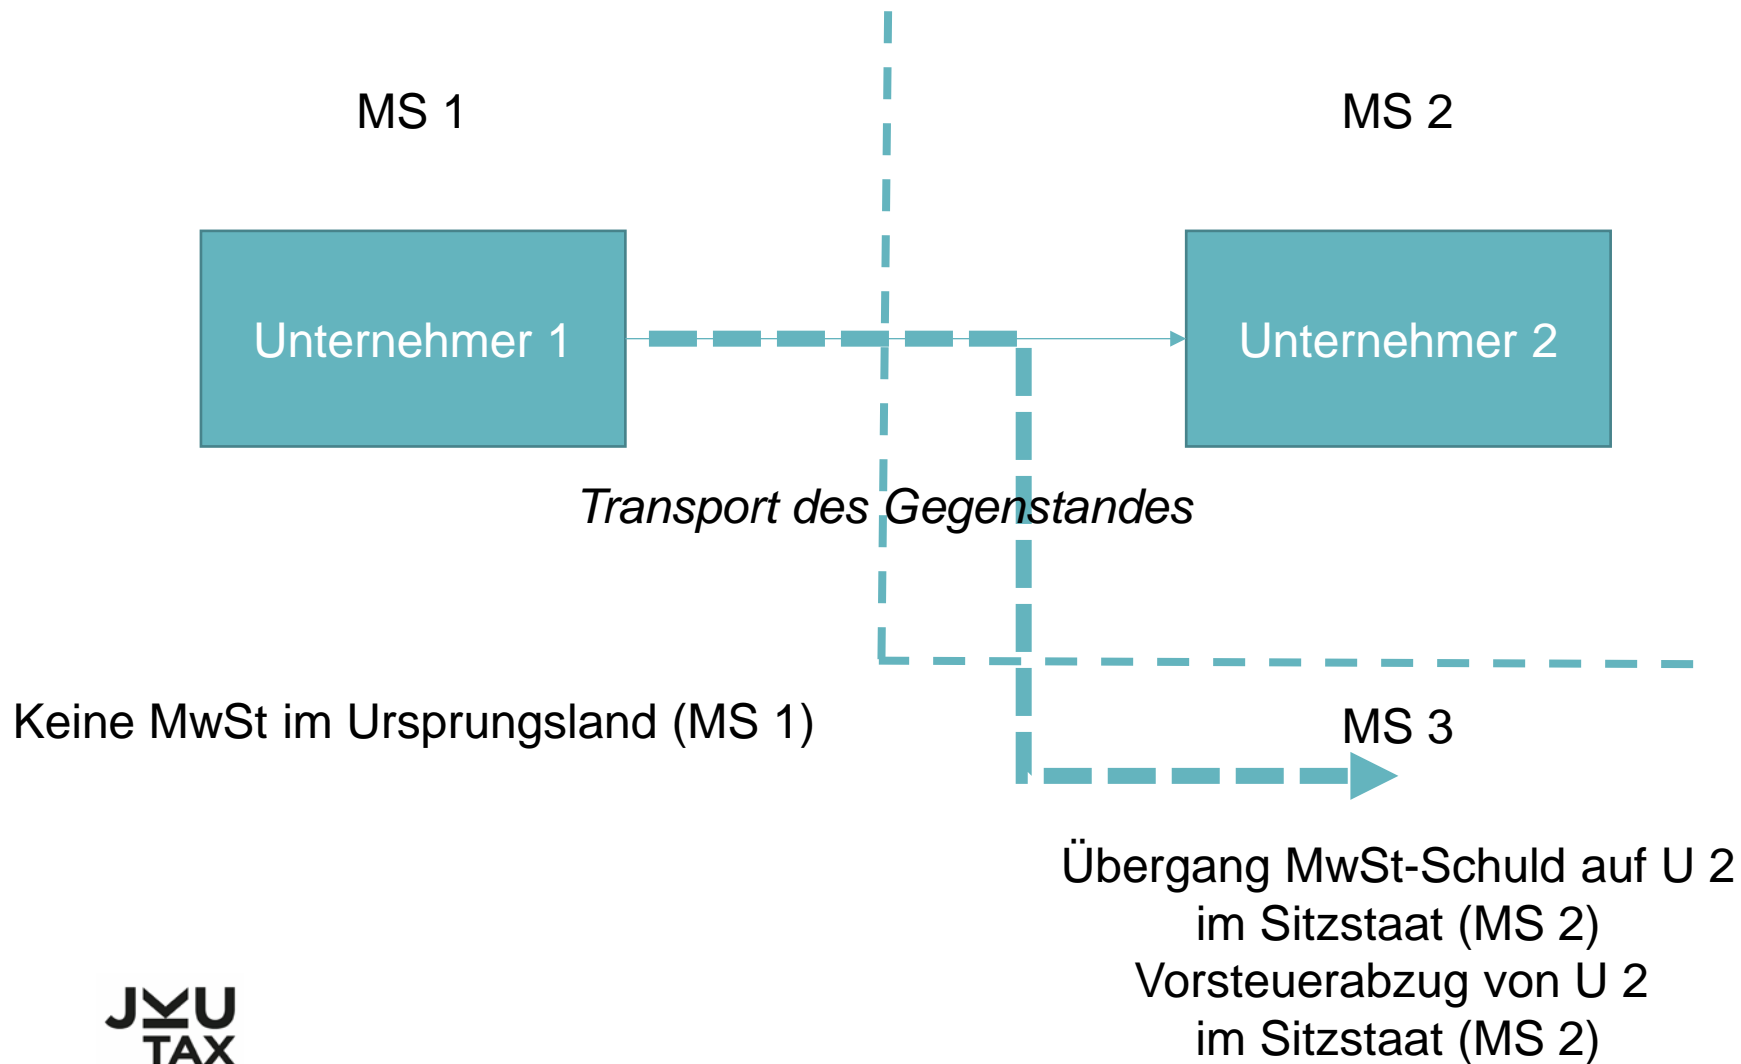 MS 1
MS 2
Unternehmer 1
Unternehmer 2
Transport des Gegenstandes
Keine MwSt im Ursprungsland (MS 1)
MS 3
Übergang MwSt-Schuld auf U 2
im Sitzstaat (MS 2)
Vorsteuerabzug von U 2
im Sitzstaat (MS 2)
JKU
TAX